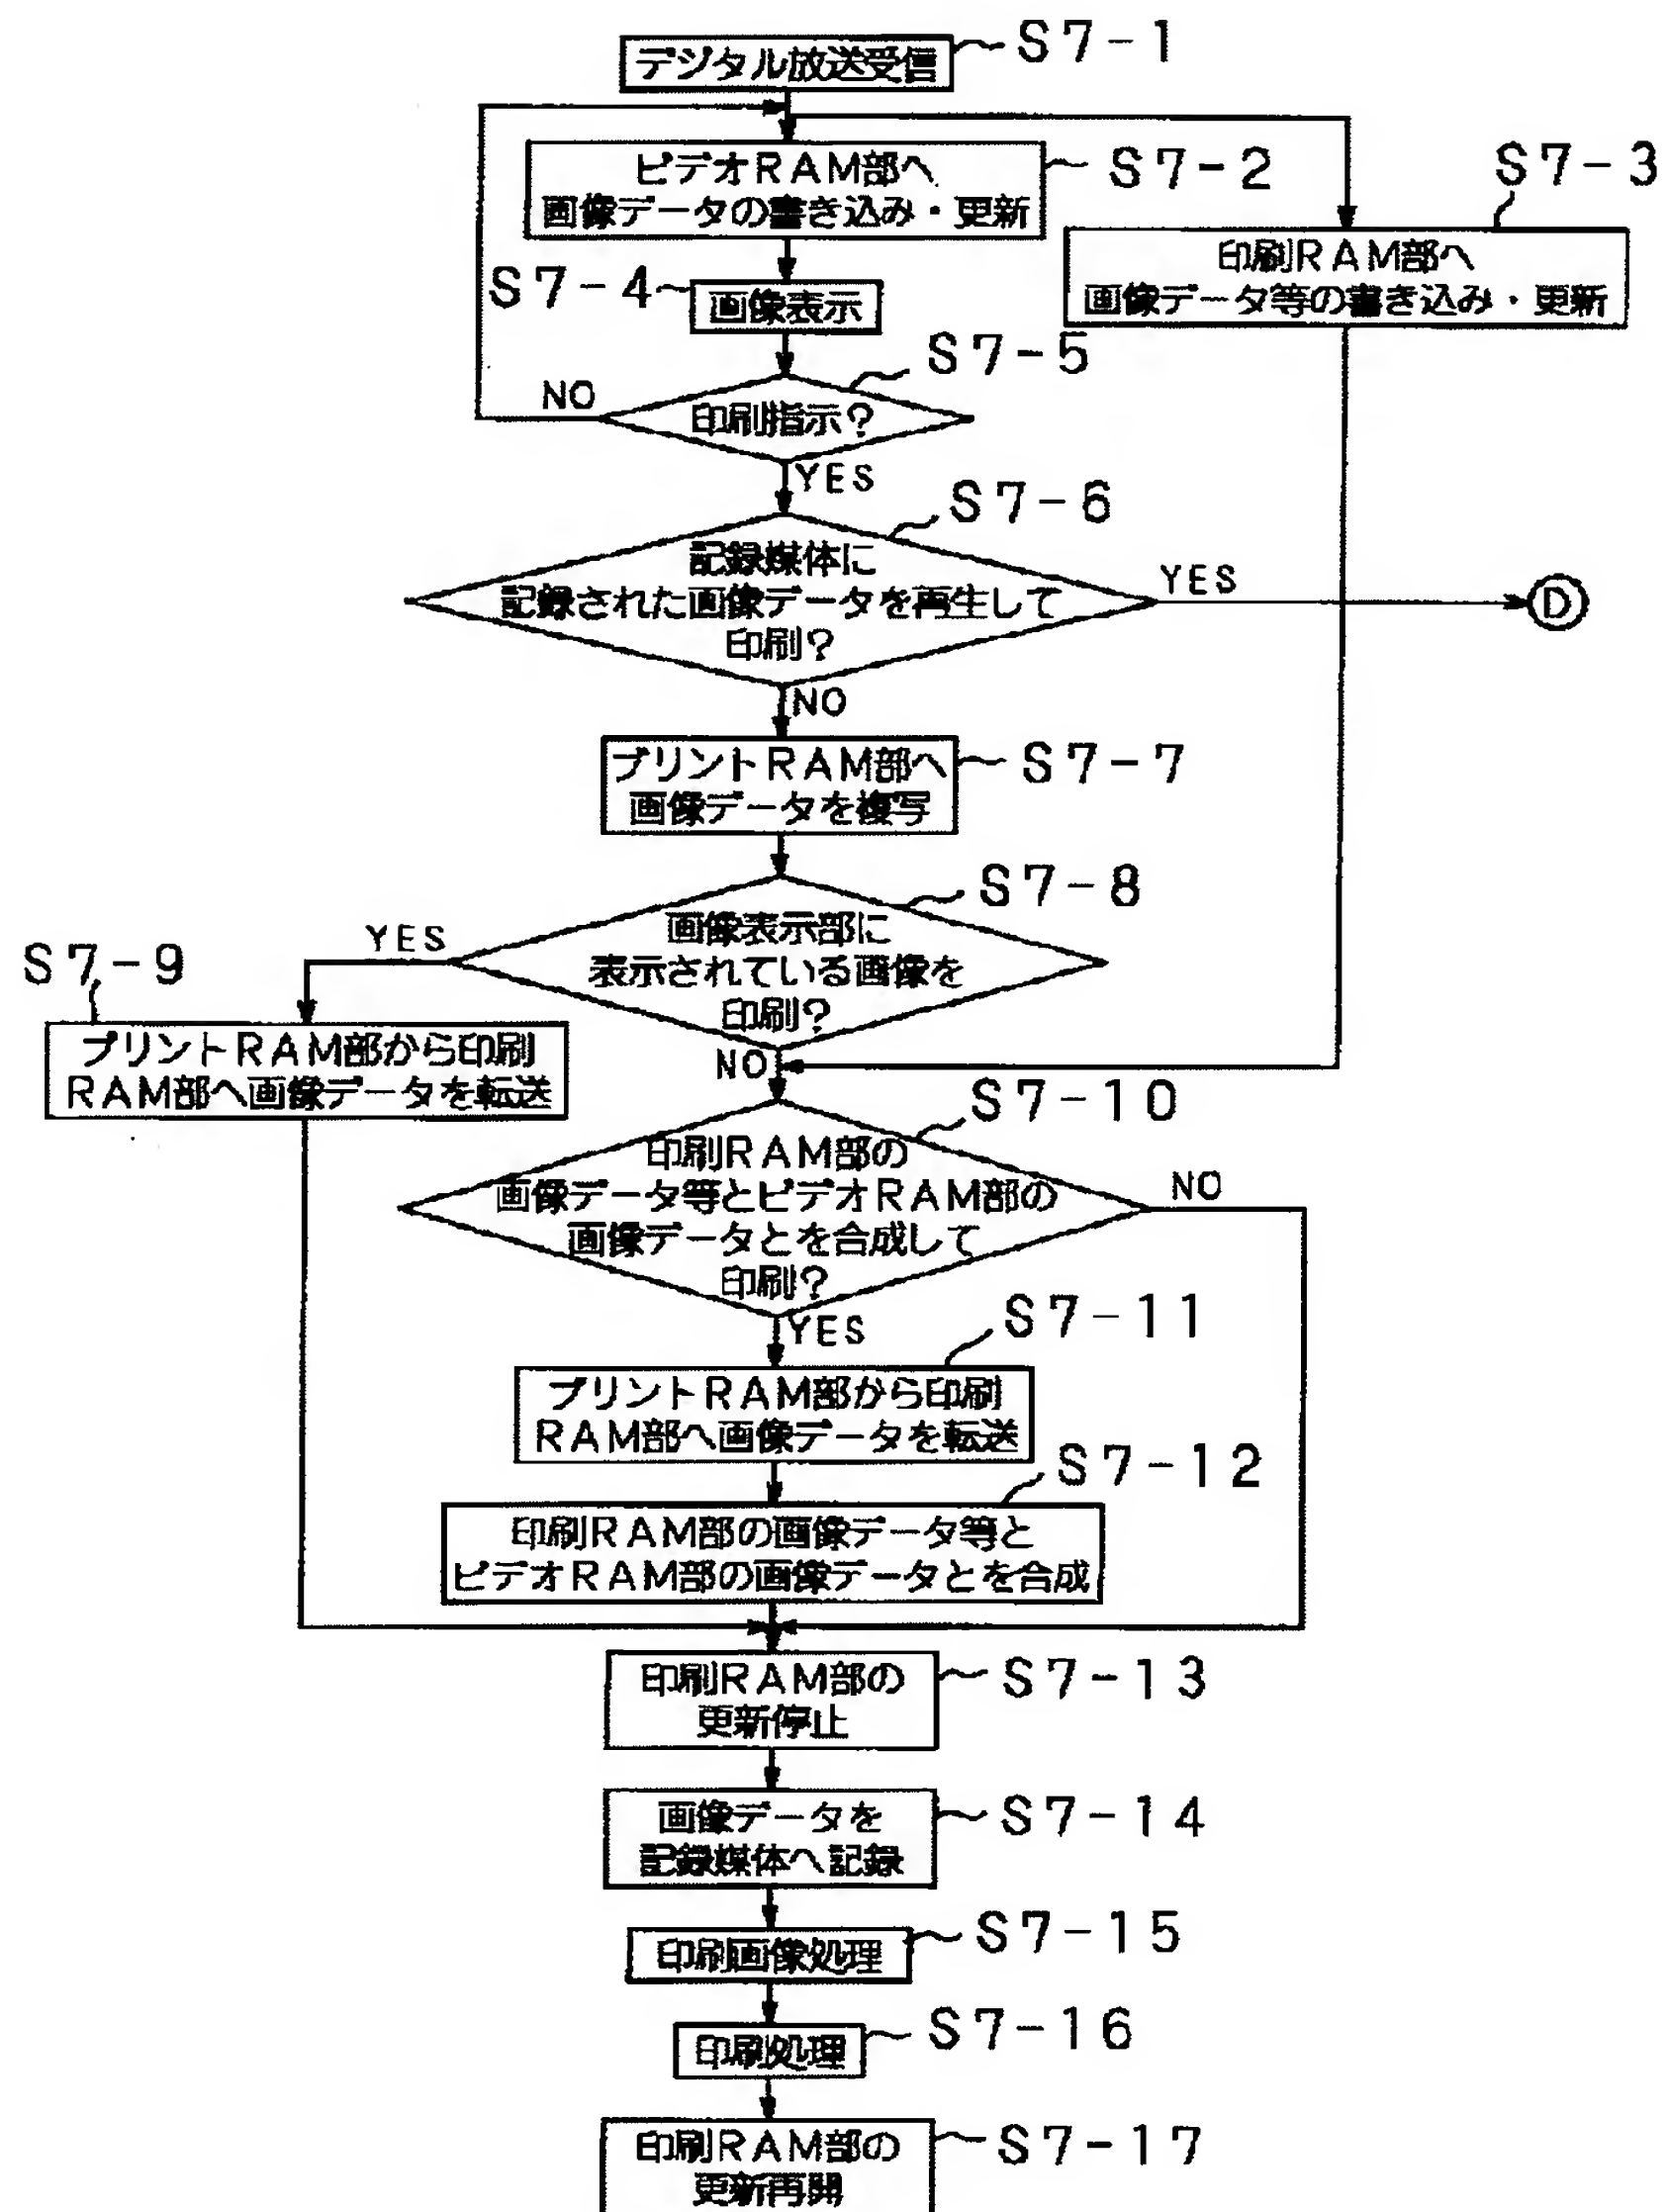 デジタル放送受信
S7-1
ビデオRAM部へ
画像データの書き込み・更新
S7-2
S7-3
印刷RAM部へ
画像データ等の書き込み・更新
S7-4
画像表示
S7-5
NO
印刷指示?
YES
S7-6
記録媒体に
記録された画像データを再生して
印刷?
YES
D
NO
プリントRAM部へ
画像データを複写
S7-7
S7-8
画像表示部に
表示されている画像を
印刷?
YES
S7-9
プリントRAM部から印刷
RAM部へ画像データを転送
NO
S7-10
印刷RAM部の
画像データ等とビデオRAM部の
画像データとを合成して
印刷?
NO
YES
S7-11
プリントRAM部から印刷
RAM部へ画像データを転送
S7-12
印刷RAM部の画像データ等と
ビデオRAM部の画像データとを合成
印刷RAM部の
更新停止
S7-13
画像データを
記録媒体へ記録
S7-14
印刷画像処理
S7-15
印刷処理
S7-16
印刷RAM部の
更新再開
S7-17